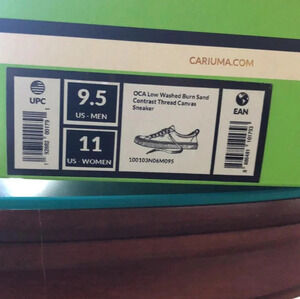 CARIUMA.COM
UPC
9.5
US - MEN
11
US - WOMEN
OCA Low Washed Burn Sand
Contrast Thread Canvas
Sneaker
100103N06M095
EAN